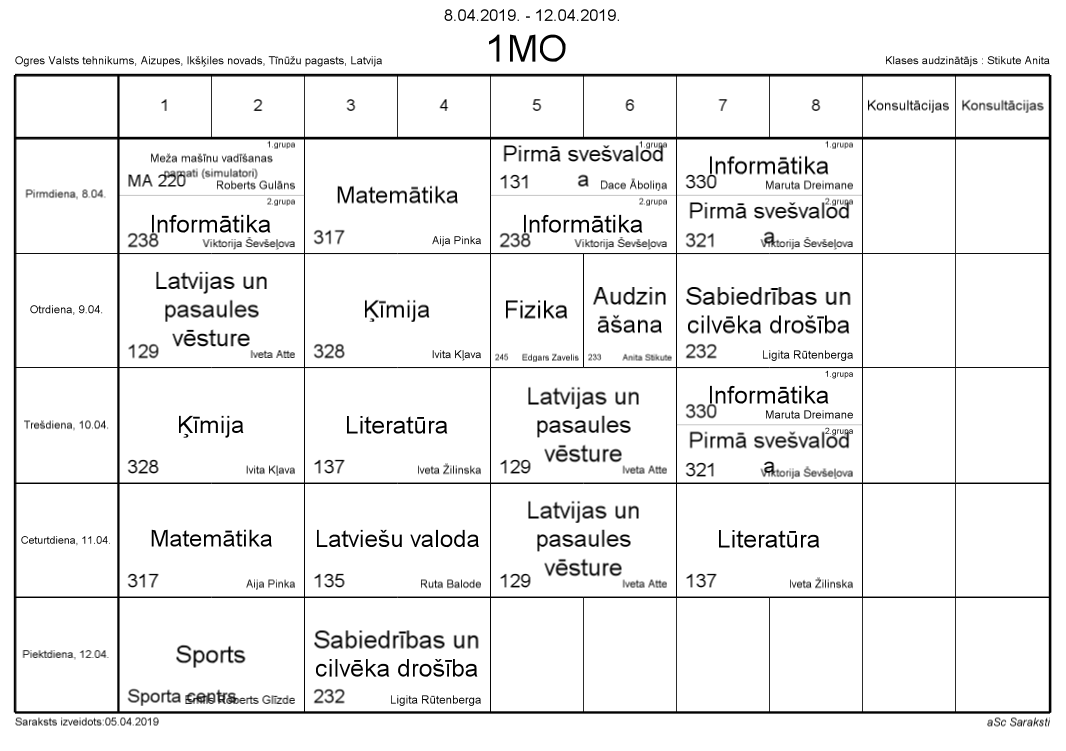 8.04.2019. - 12.04.2019.
1MO
Ogres Valsts tehnikums, Aizupes, Ikšķiles novads, Tīnūžu pagasts, Latvija
Klases audzinātājs : Stikute Anita
1 2 3 4 5 6 7 8 Konsultācijas Konsultācijas
Pirmdiena, 8.04.
1.grupa
Meža mašīnu vadīšanas
pamati (simulatori)
MA 220 Roberts Gulāns
2.grupa
Informātika
238 Viktorija Ševšeļova
Matemātika
317 Aija Pinka
1.grupa
Pirmā svešvalod
a
131 Dace Āboliņa
2.grupa
Informātika
238 Viktorija Ševšeļova
1.grupa
Informātika
330 Maruta Dreimane
2.grupa
Pirmā svešvalod
a
321 Viktorija Ševšeļova
Otrdiena, 9.04.
Latvijas un
pasaules
vēsture
129 Iveta Atte
Ķīmija
328 Ivita Kļava
Fizika
245 Edgars Zavelis
Audzin
āšana
233 Anita Stikute
Sabiedrības un
cilvēka drošība
232 Ligita Rūtenberga
Trešdiena, 10.04.
Ķīmija
328 Ivita Kļava
Literatūra
137 Iveta Žilinska
Latvijas un
pasaules
vēsture
129 Iveta Atte
1.grupa
Informātika
330 Maruta Dreimane
2.grupa
Pirmā svešvalod
a
321 Viktorija Ševšeļova
Ceturtdiena, 11.04.
Matemātika
317 Aija Pinka
Latviešu valoda
135 Ruta Balode
Latvijas un
pasaules
vēsture
129 Iveta Atte
Literatūra
137 Iveta Žilinska
Piektdiena, 12.04.
Sports
Sporta centrs Emīls Roberts Glīzde
Sabiedrības un
cilvēka drošība
232 Ligita Rūtenberga
Saraksts izveidots:05.04.2019
aSc Saraksti